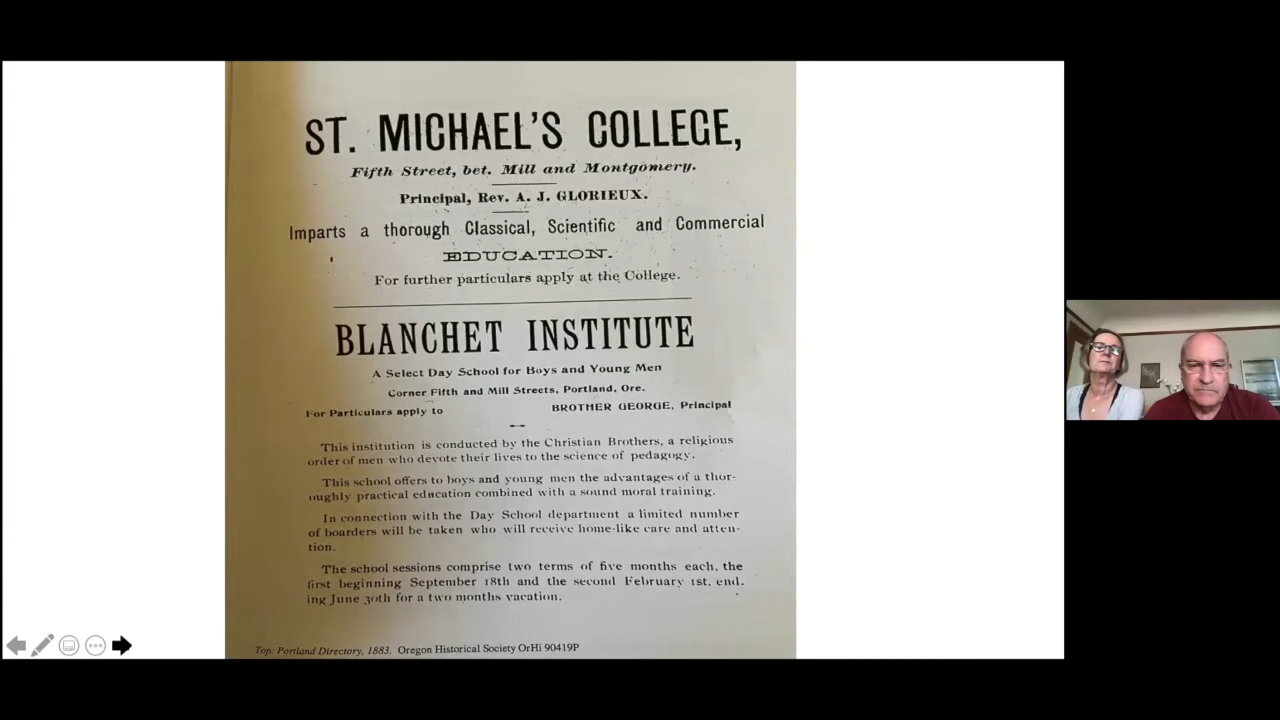 ST. MICHAEL'S COLLEGE,
Fifth Street, bet. Mill and Montgomery.
Principal, Rev. A. J. GLORIEUX.
Imparts a thorough Classical, Scientific and Commercial
EDUCATION.
For further particulars apply at the College.
BLANCHET INSTITUTE
A Select Day School for Boys and Young Men
Corner Fifth and Mill Streets, Portland, Ore.
For Particulars apply to BROTHER GEORGE, Principal
This institution is conducted by the Christian Brothers, a religious
order of men who devote their lives to the science of pedagogy.
This school offers to boys and young men the advantages of a thor-
oughly practical education combined with a sound moral training.
In connection with the Day School department a limited number
of boarders will be taken who will receive home-like care and atten-
tion.
The school sessions comprise two terms of five months each, the
first beginning September 18th and the second February 1st, end-
ing June 30th for a two months vacation.
Top: Portland Directory, 1883. Oregon Historical Society OrHi 90419P